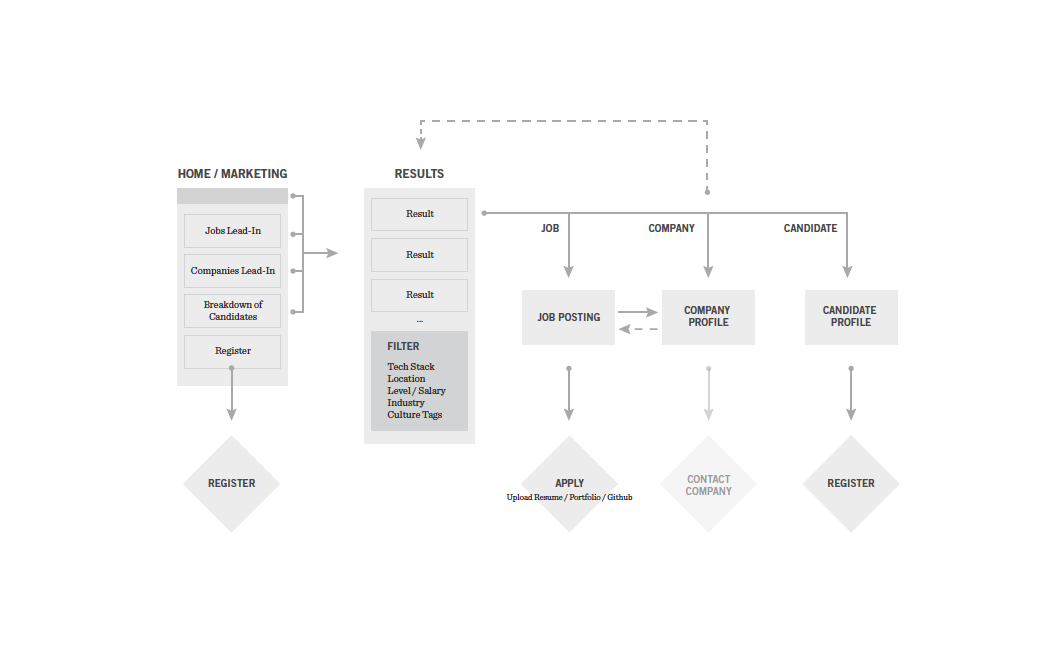 HOME / MARKETING
Jobs Lead-In
Companies Lead-In
Breakdown of
Candidates
Register
REGISTER
RESULTS
Result
Result
Result
...
FILTER
Tech Stack
Location
Level / Salary
Industry
Culture Tags
JOB
COMPANY
CANDIDATE
JOB POSTING
COMPANY
PROFILE
CANDIDATE
PROFILE
APPLY
Upload Resume / Portfolio / Github
CONTACT
COMPANY
REGISTER